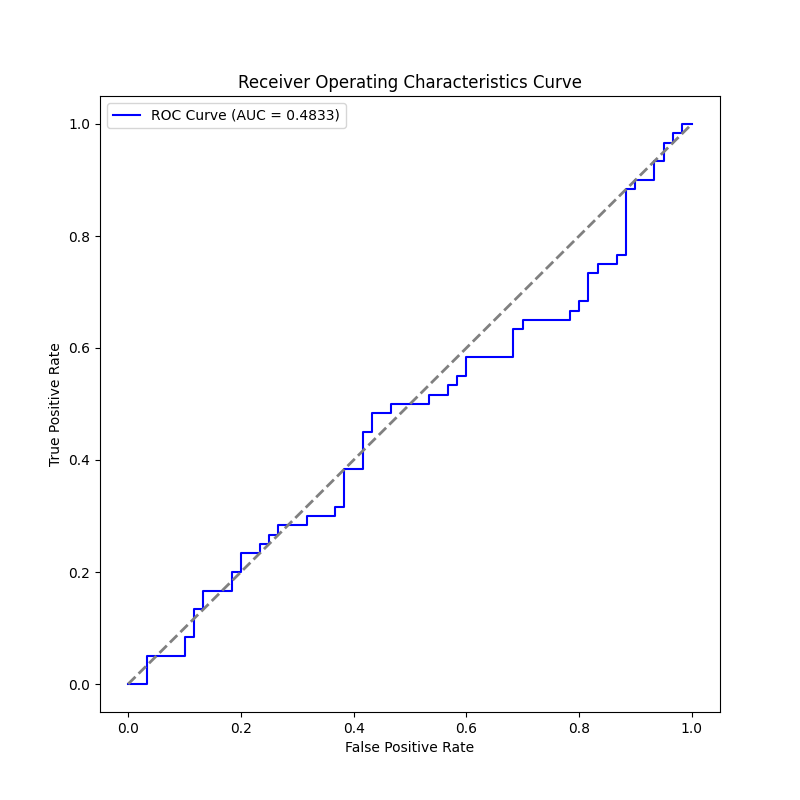 Receiver Operating Characteristics Curve
ROC Curve (AUC = 0.4833)
1.0
0.8
0.6
0.4
0.2
0.0
True Positive Rate
0.0 0.2 0.4 0.6 0.8 1.0
False Positive Rate